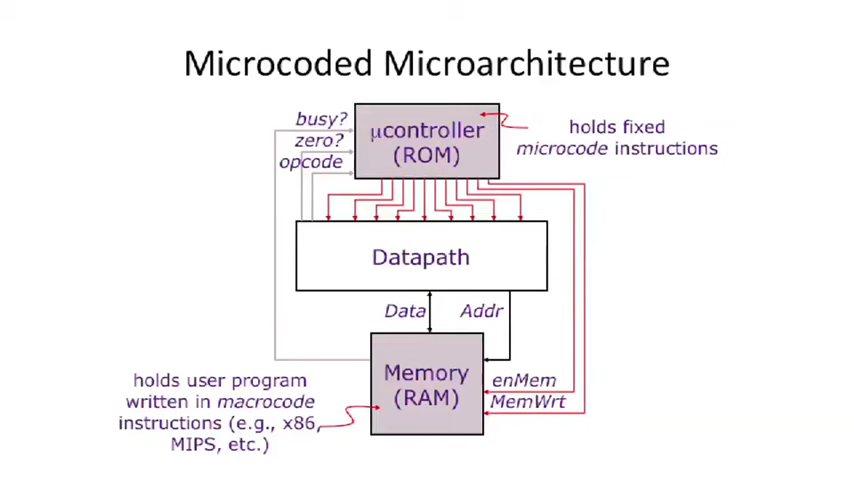 Microcoded Microarchitecture
busy?
zero?
opcode
μcontroller
(ROM)
holds fixed
microcode instructions
Datapath
Data
Addr
Memory
(RAM)
enMem
MemWrt
holds user program
written in macrocode
instructions (e.g., x86,
MIPS, etc.)